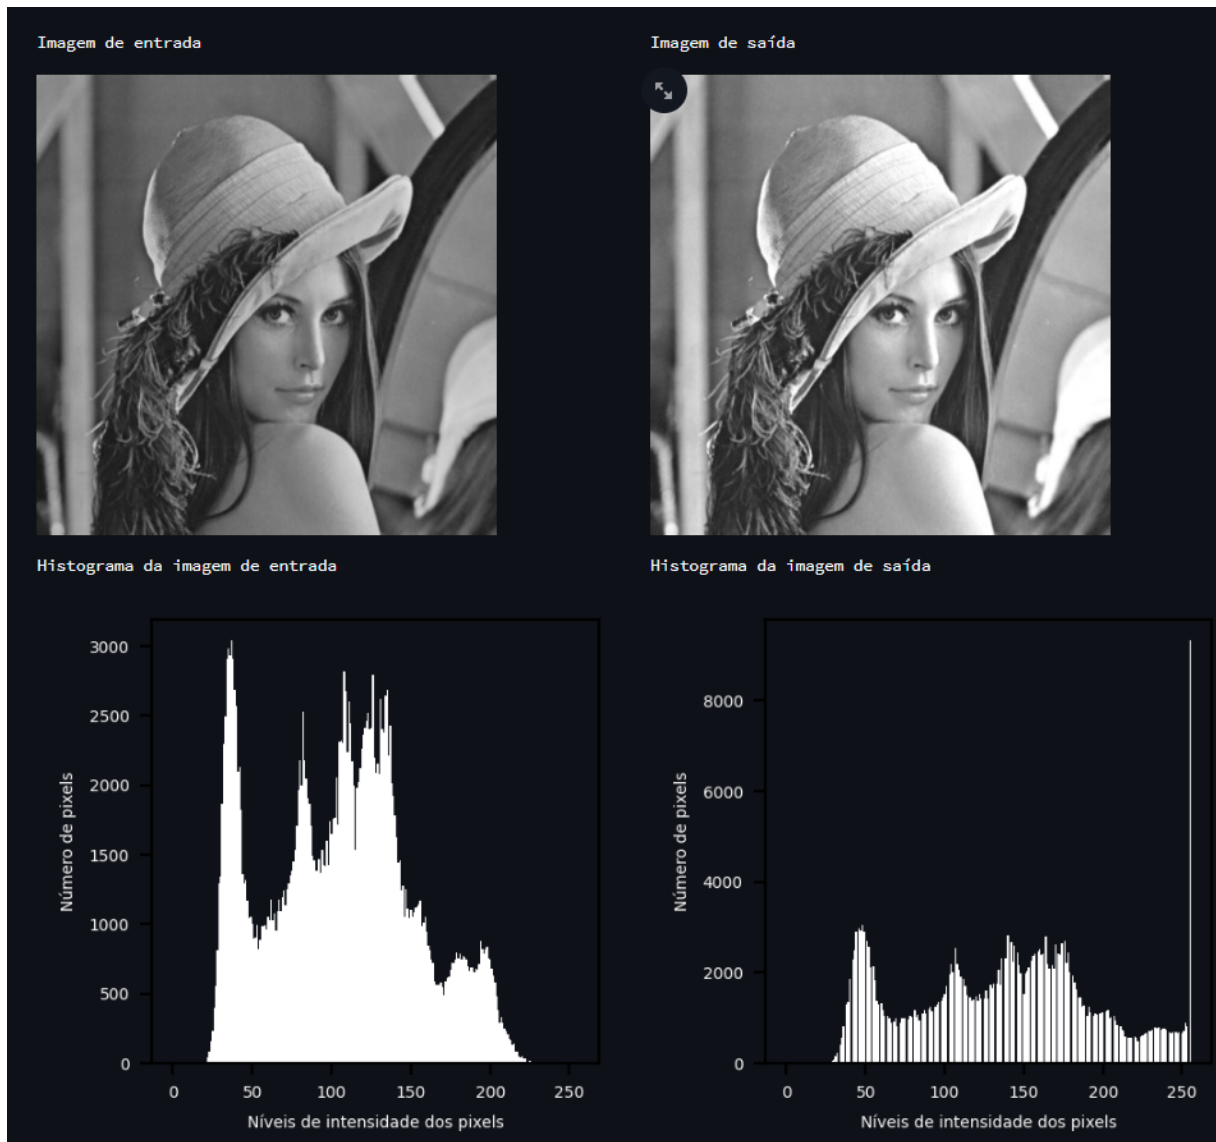 Imagem de entrada
Imagem de saída
Histograma da imagem de entrada
Histograma da imagem de saída
3000
2500
2000
1500
1000
500
0
Número de pixels
0 50 100 150 200 250
Níveis de intensidade dos pixels
8000
6000
4000
2000
0
Número de pixels
0 50 100 150 200 250
Níveis de intensidade dos pixels